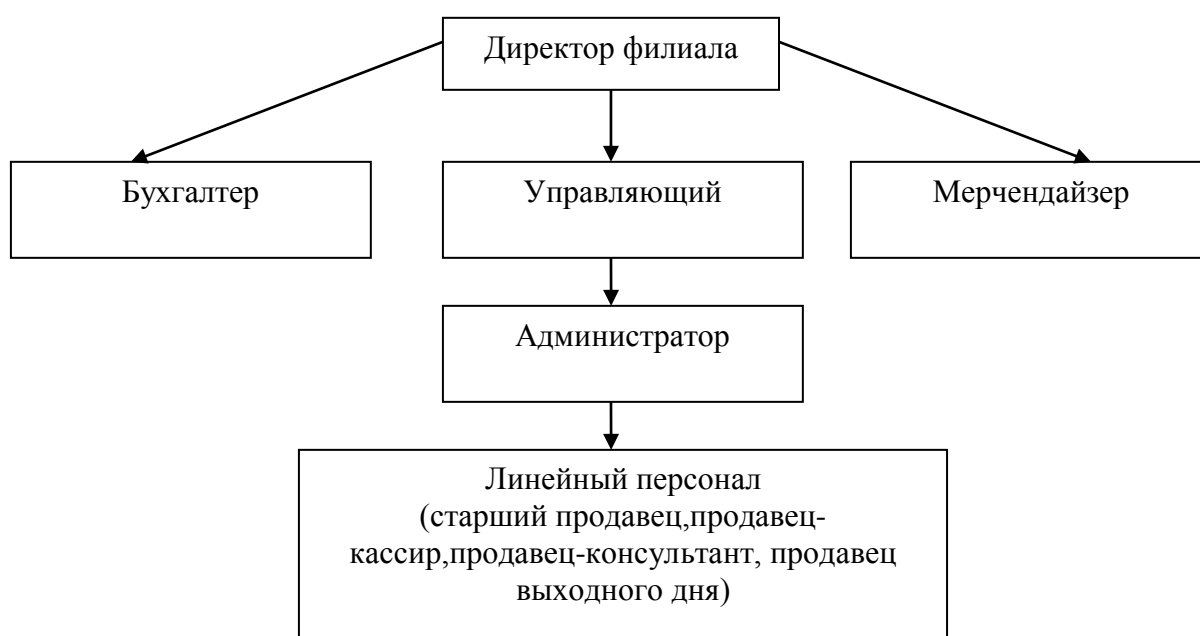 Директор филиала
Бухгалтер
Управляющий
Мерчендайзер
Администратор
Линейный персонал
(старший продавец,продавец-
кассир,продавец-консультант, продавец
выходного дня)